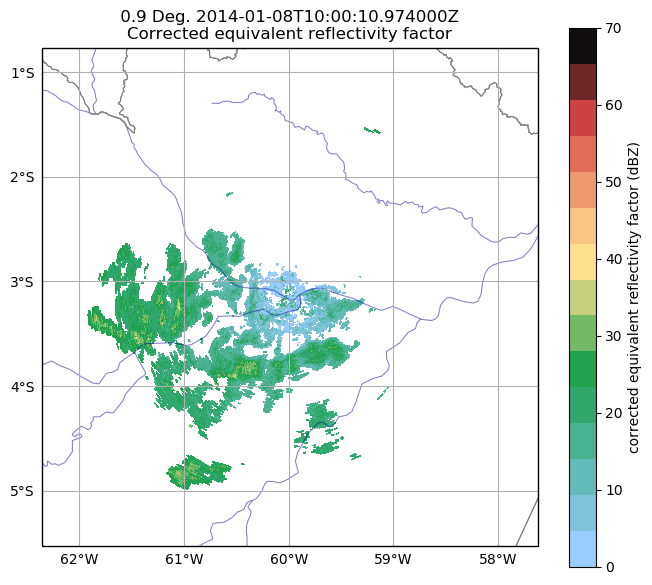 0.9 Deg. 2014-01-08T10:00:10.974000Z
Corrected equivalent reflectivity factor
1°S
2°S
3°S
4°S
5°S
62°W
61°W
60°W
59°W
58°W
70
60
50
40
30
20
10
0
corrected equivalent reflectivity factor (dBZ)